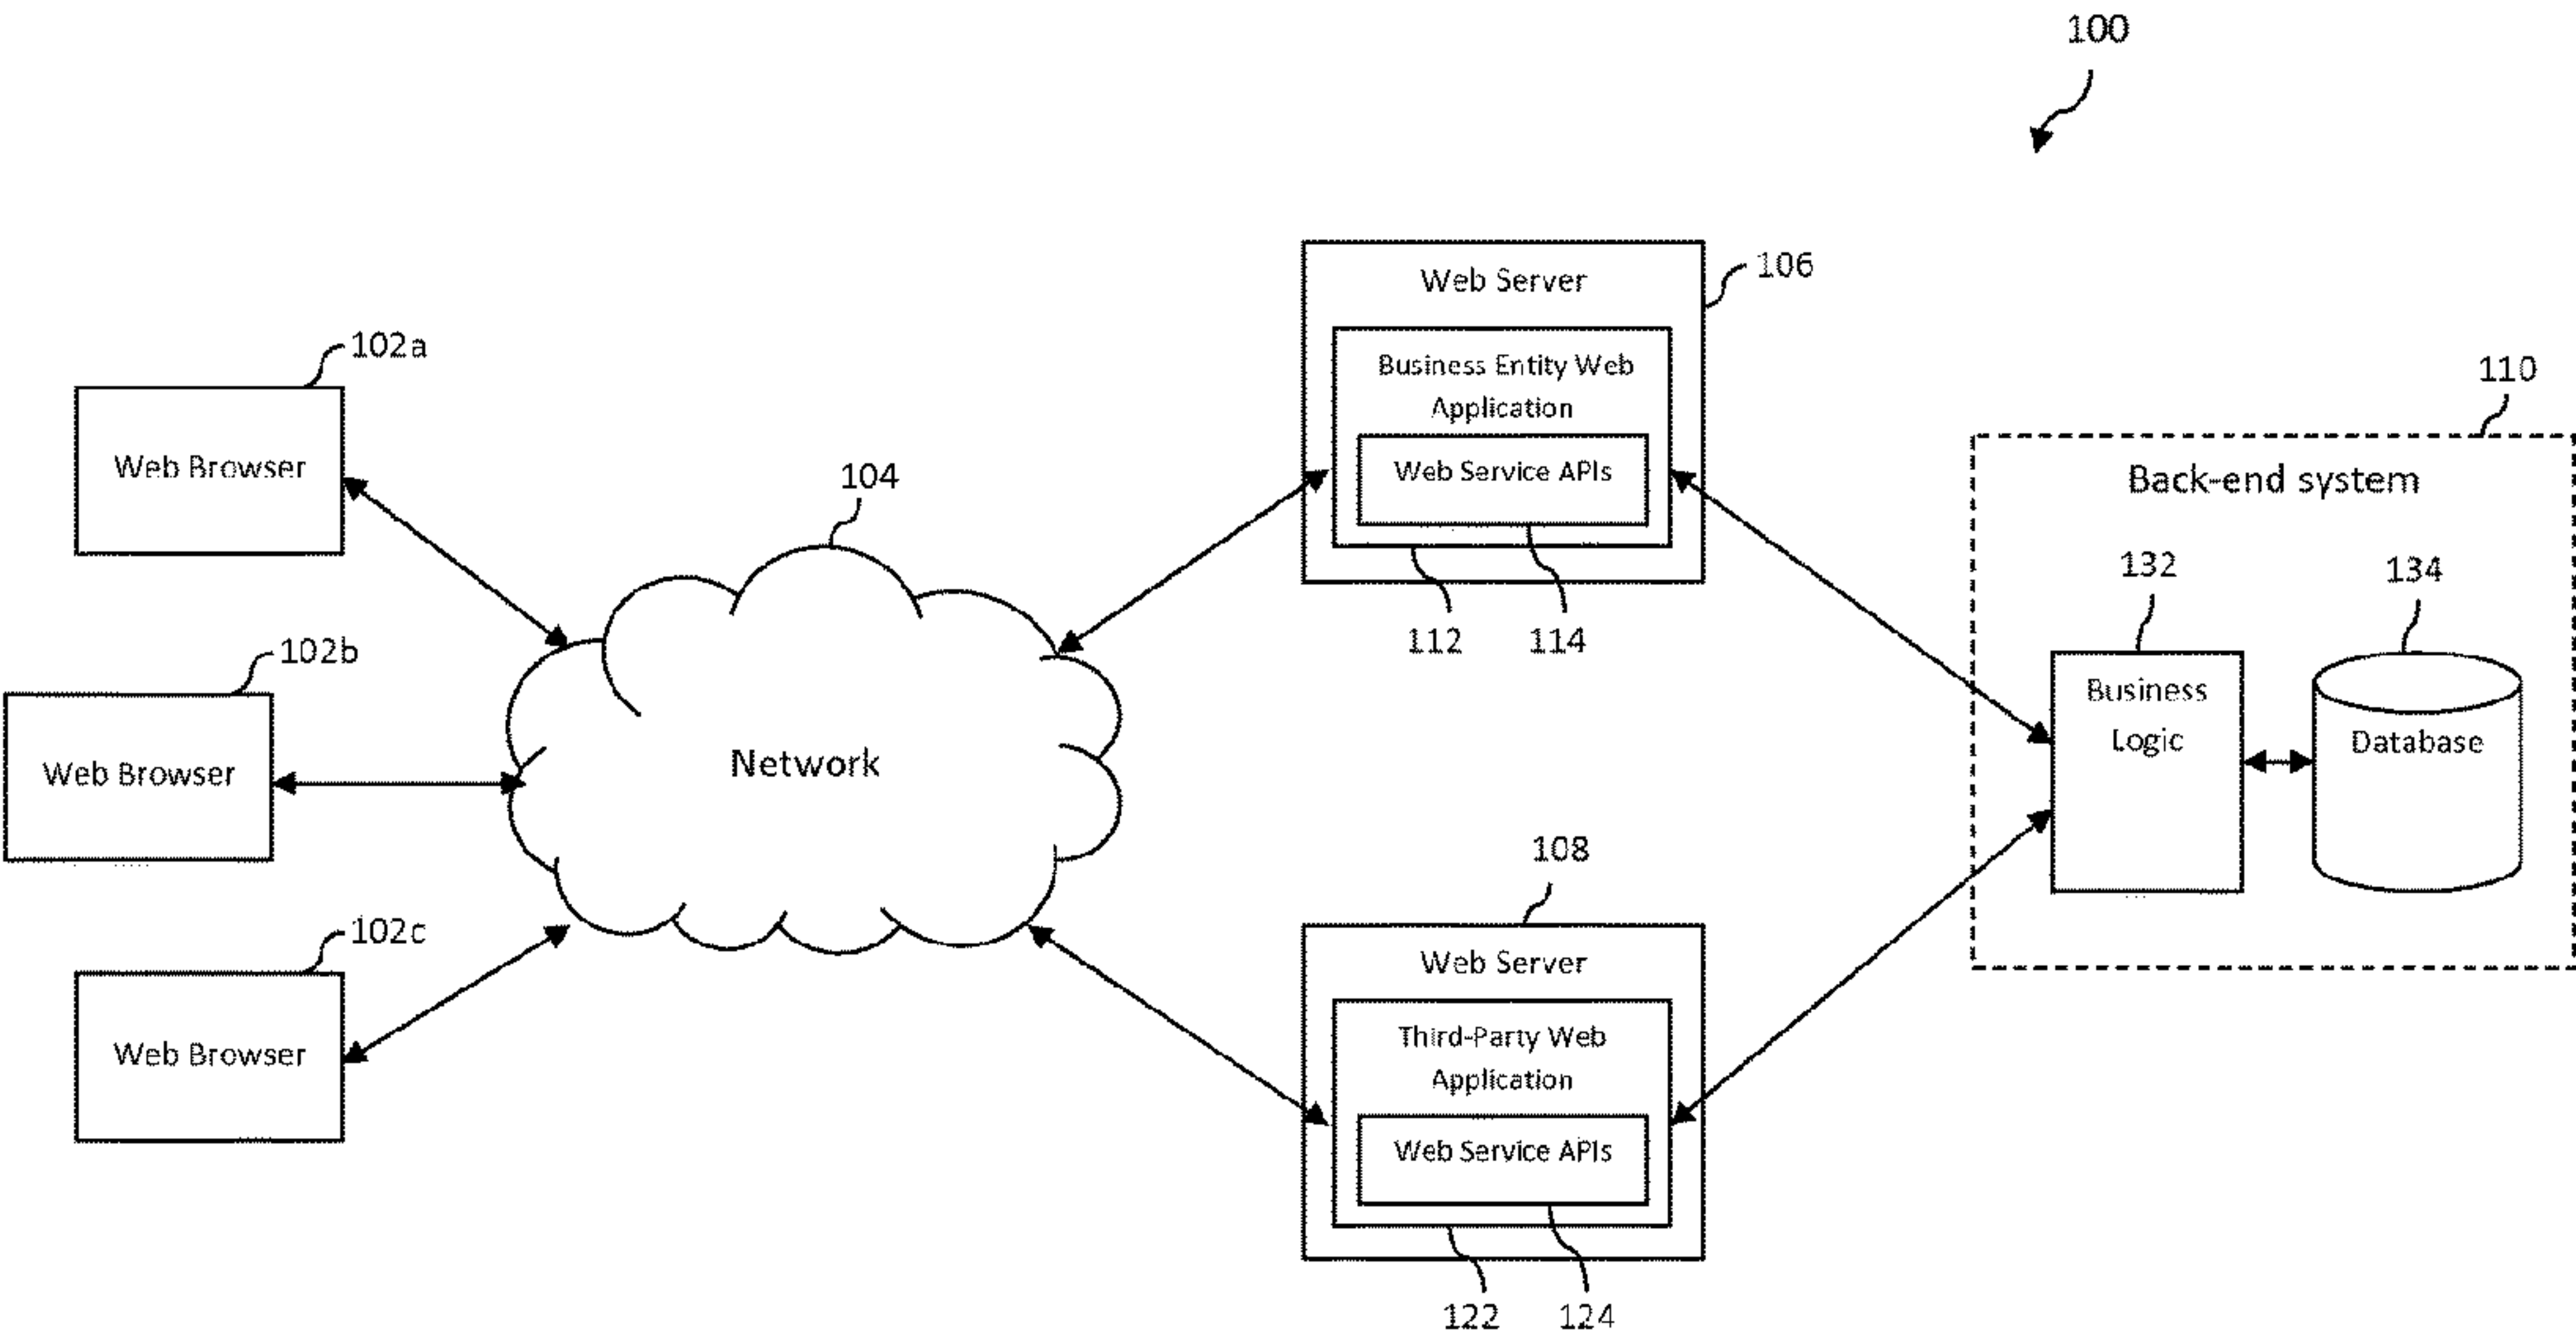 100
Web Server
106
Business Entity Web
Application
Web Service APIs
112
114
102a
Web Browser
104
102b
Web Browser
Network
102c
Web Browser
108
Web Server
Third-Party Web
Application
Web Service APIs
122
124
110
Back-end system
132
134
Business
Logic
Database